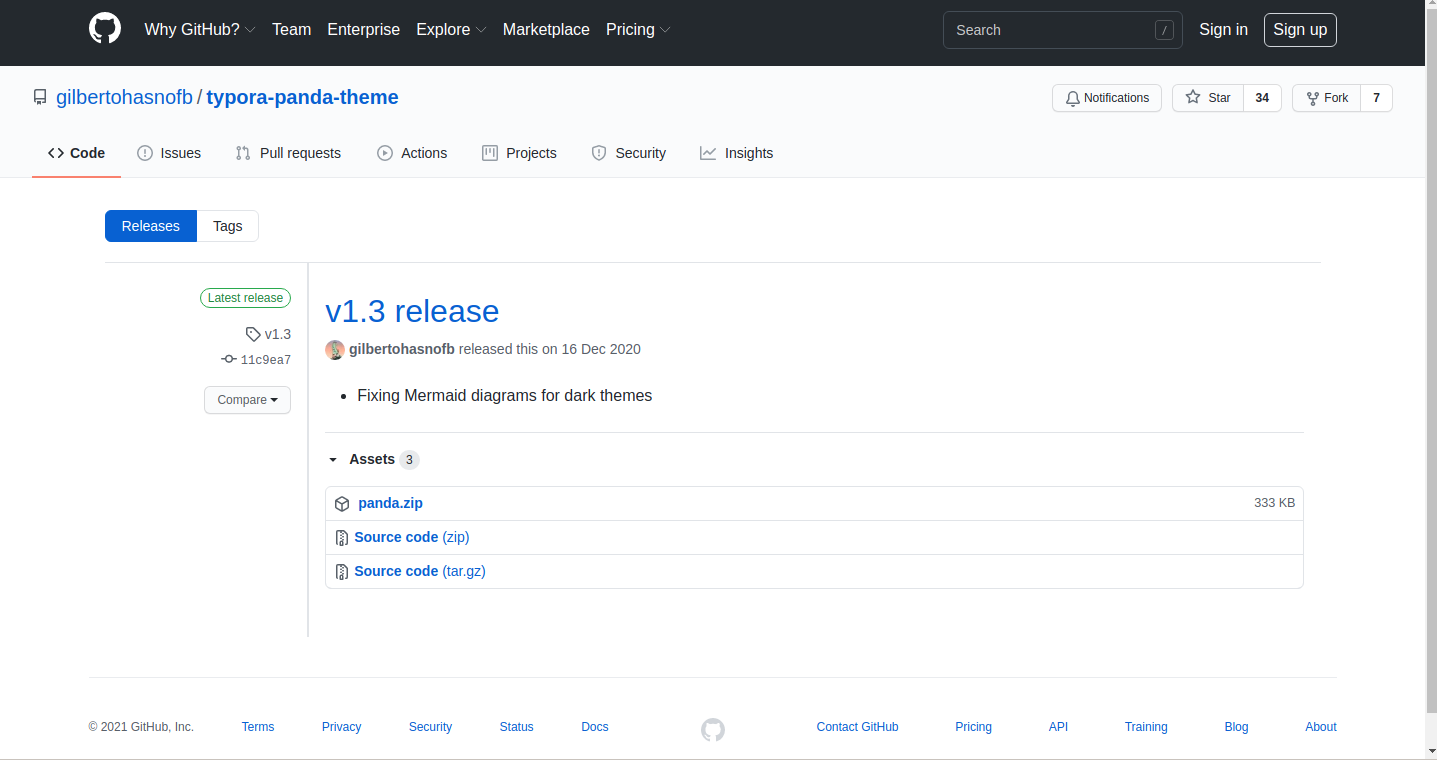 Why GitHub? Team Enterprise Explore Marketplace Pricing Search / Sign in Sign up
gilbertohasnofb / typora-panda-theme Notifications Star 34 Fork 7
Code Issues Pull requests Actions Projects Security Insights
Releases Tags
Latest release
v1.3
11c9ea7
Compare
v1.3 release
gilbertohasnofb released this on 16 Dec 2020
• Fixing Mermaid diagrams for dark themes
Assets 3
panda.zip 333 KB
Source code (zip)
Source code (tar.gz)
© 2021 GitHub, Inc. Terms Privacy Security Status Docs Contact GitHub Pricing API Training Blog About